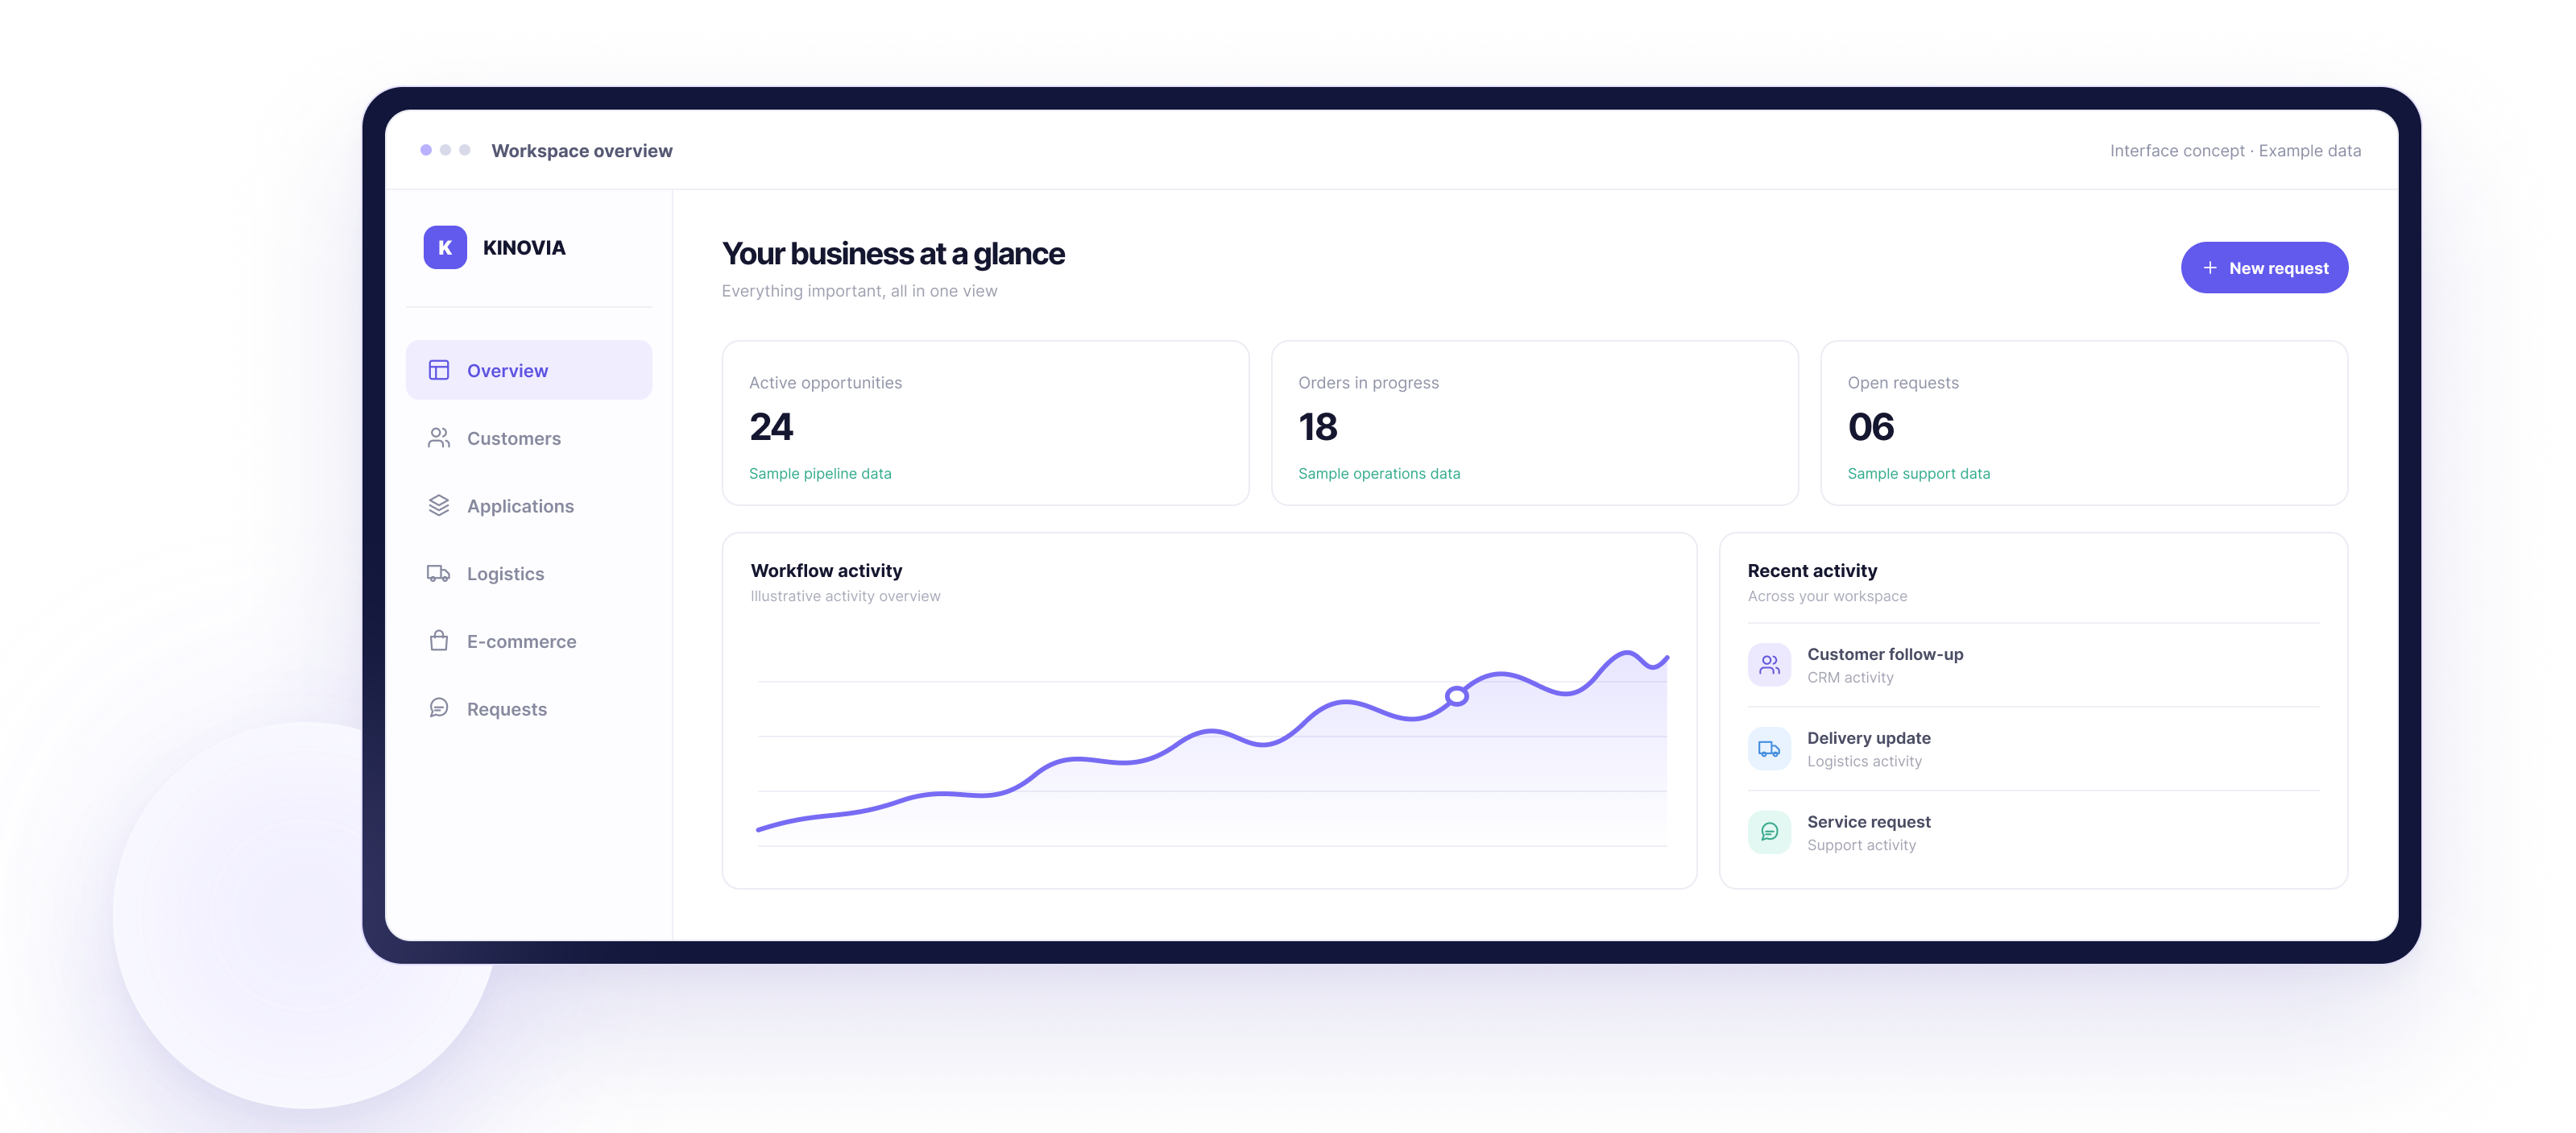 Workspace overview
Interface concept · Example data
K
KINOVIA
Overview
Customers
Applications
Logistics
E-commerce
Requests
Your business at a glance
Everything important, all in one view
+ New request
Active opportunities
24
Sample pipeline data
Orders in progress
18
Sample operations data
Open requests
06
Sample support data
Workflow activity
Illustrative activity overview
Recent activity
Across your workspace
Customer follow-up
CRM activity
Delivery update
Logistics activity
Service request
Support activity